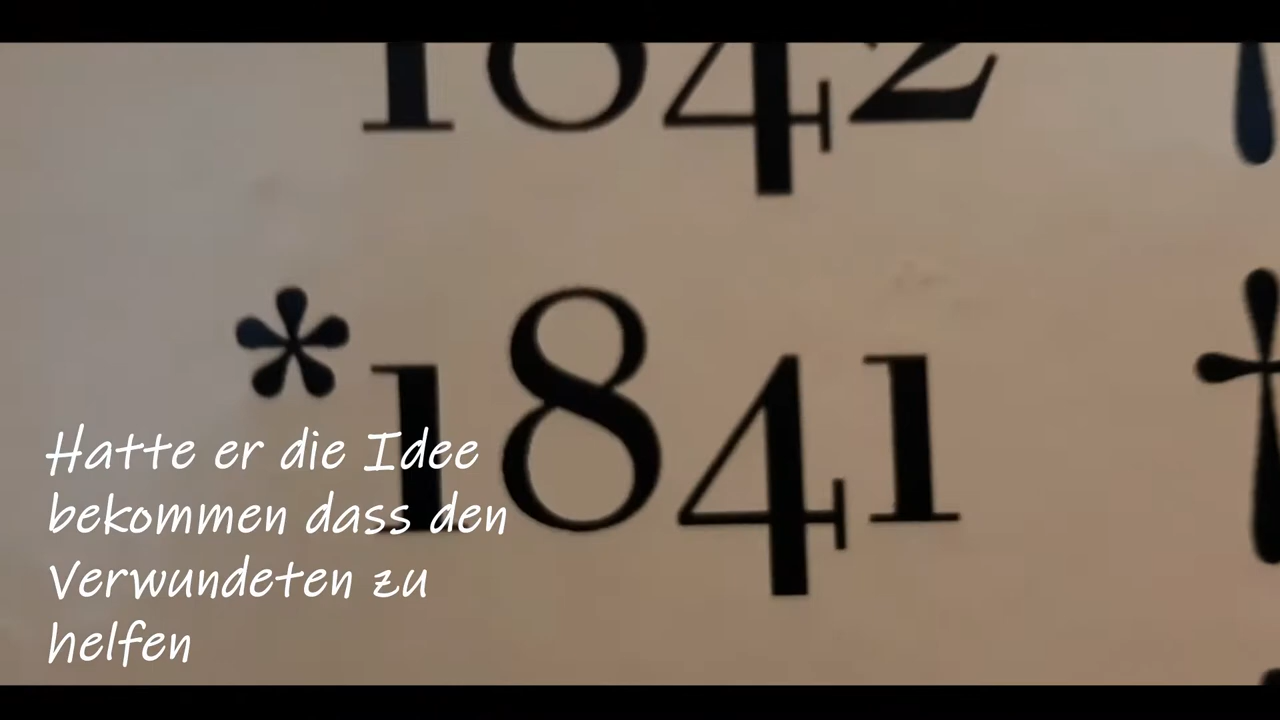 1842
*1841 †
Hatte er die Idee
bekommen dass den
Verwundeten zu
helfen